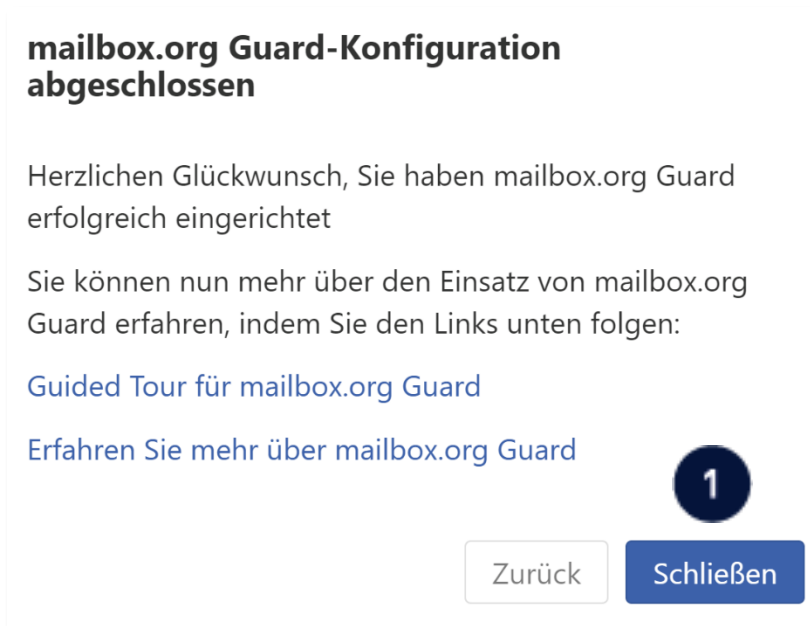 mailbox.org Guard-Konfiguration
abgeschlossen
Herzlichen Glückwunsch, Sie haben mailbox.org Guard
erfolgreich eingerichtet
Sie können nun mehr über den Einsatz von mailbox.org
Guard erfahren, indem Sie den Links unten folgen:
Guided Tour für mailbox.org Guard
Erfahren Sie mehr über mailbox.org Guard
1
Zurück Schließen